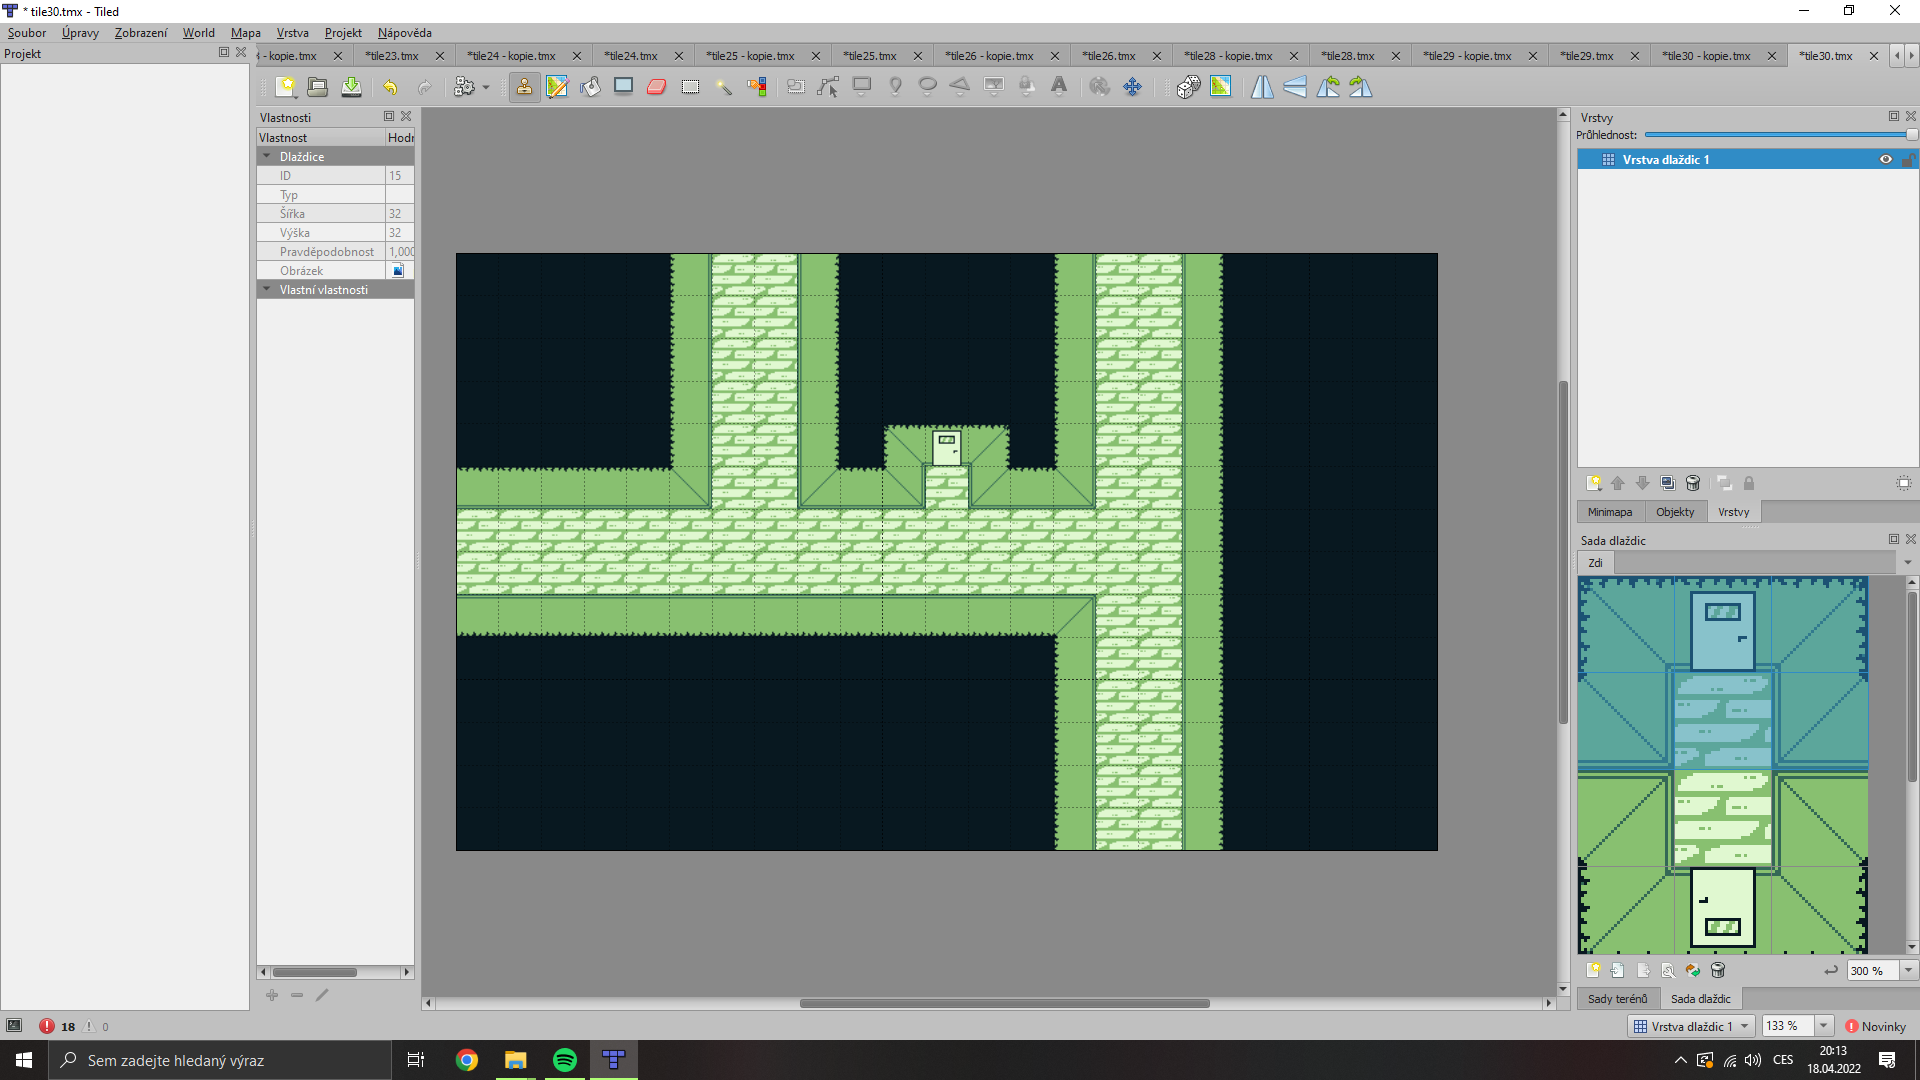 * tile30.tmx - Tiled
Soubor Úpravy Zobrazení World Mapa Vrstva Projekt Nápověda
Projekt
- kopie.tmx *tile23.tmx *tile24 - kopie.tmx *tile24.tmx *tile25 - kopie.tmx *tile25.tmx *tile26 - kopie.tmx *tile26.tmx *tile28 - kopie.tmx *tile28.tmx *tile29 - kopie.tmx *tile29.tmx *tile30 - kopie.tmx *tile30.tmx
Vlastnosti
Vlastnost Hodr
Dlaždice
ID 15
Typ
Šířka 32
Výška 32
Pravděpodobnost 1,000
Obrázek
Vlastní vlastnosti
Vrstvy
Průhlednost:
Vrstva dlaždic 1
Minimapa Objekty Vrstvy
Sada dlaždic
Zdi
300 %
Sady terénů Sada dlaždic
18 0
Vrstva dlaždic 1 133 % Novinky
Sem zadejte hledaný výraz
CES
20:13
18.04.2022